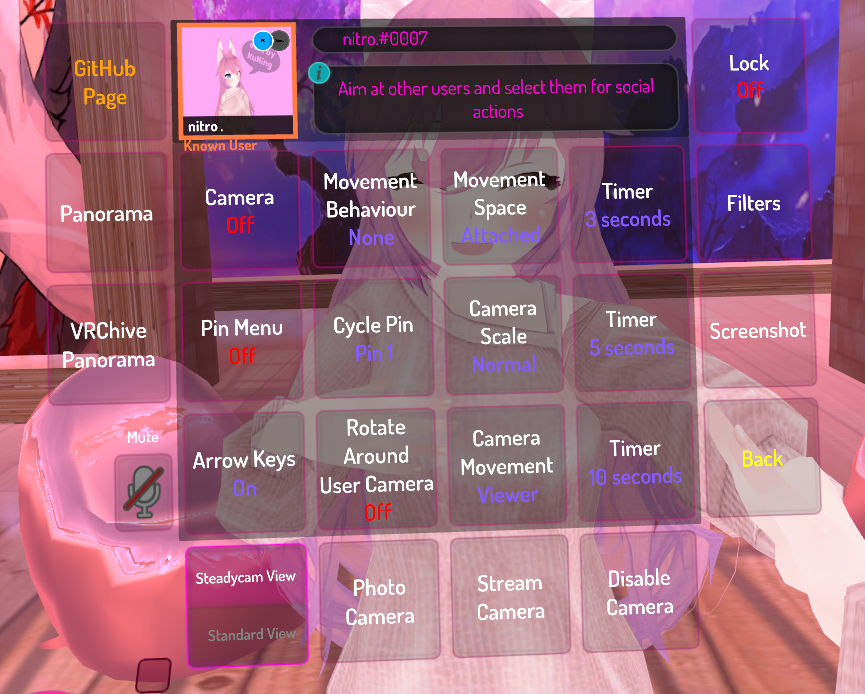 GitHub
Page
nitro .
Known User
nitro.#0007
Aim at other users and select them for social
actions
Lock
Off
Panorama
Camera
Off
Movement
Behaviour
None
Movement
Space
Attached
Timer
3 seconds
Filters
VRChive
Panorama
Pin Menu
Off
Cycle Pin
Pin 1
Camera
Scale
Normal
Timer
5 seconds
Screenshot
Mute
Arrow Keys
On
Rotate
Around
User Camera
Off
Camera
Movement
Viewer
Timer
10 seconds
Back
Steadycam View
Standard View
Photo
Camera
Stream
Camera
Disable
Camera